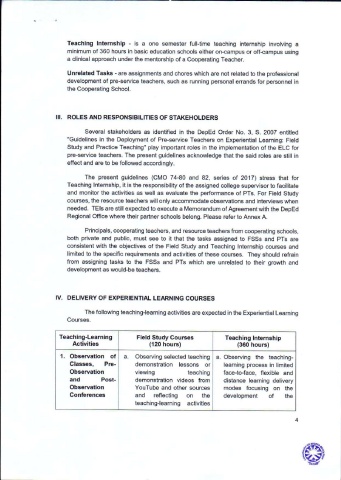 Teaching Internship - is a one semester full-time teaching internship involving a
minimum of 360 hours in basic education schools either on-campus or off-campus using
a clinical approach under the mentorship of a Cooperating Teacher.
Unrelated Tasks - are assignments and chores which are not related to the professional
development of pre-service teachers, such as running personal errands for personnel in
the Cooperating School.
III. ROLES AND RESPONSIBILITIES OF STAKEHOLDERS
Several stakeholders as identified in the DepEd Order No. 3, S. 2007 entitled
"Guidelines in the Deployment of Pre-service Teachers on Experiential Learning: Field
Study and Practice Teaching" play important roles in the implementation of the ELC for
pre-service teachers. The present guidelines acknowledge that the said roles are still in
effect and are to be followed accordingly.
The present guidelines (CMO 74-80 and 82, series of 2017) stress that for
Teaching Internship, it is the responsibility of the assigned college supervisor to facilitate
and monitor the activities as well as evaluate the performance of PTs. For Field Study
courses, the resource teachers will only accommodate observations and interviews when
needed. TEIs are still expected to execute a Memorandum of Agreement with the DepEd
Regional Office where their partner schools belong. Please refer to Annex A.
Principals, cooperating teachers, and resource teachers from cooperating schools,
both private and public, must see to it that the tasks assigned to FSSs and PTs are
consistent with the objectives of the Field Study and Teaching Internship courses and
limited to the specific requirements and activities of these courses. They should refrain
from assigning tasks to the FSSs and PTs which are unrelated to their growth and
development as would-be teachers.
IV. DELIVERY OF EXPERIENTIAL LEARNING COURSES
The following teaching-learning activities are expected in the Experiential Learning
Courses.
Teaching-Learning Activities
Field Study Courses (120 hours)
Teaching Internship (360 hours)
1. Observation of
Classes, Pre-
Observation
and Post-
Observation
Conferences
a. Observing selected teaching
demonstration lessons or
viewing teaching
demonstration videos from
YouTube and other sources
and reflecting on the
teaching-learning activities
a. Observing the teaching-
learning process in limited
face-to-face, flexible and
distance learning delivery
modes focusing on the
development of the
4